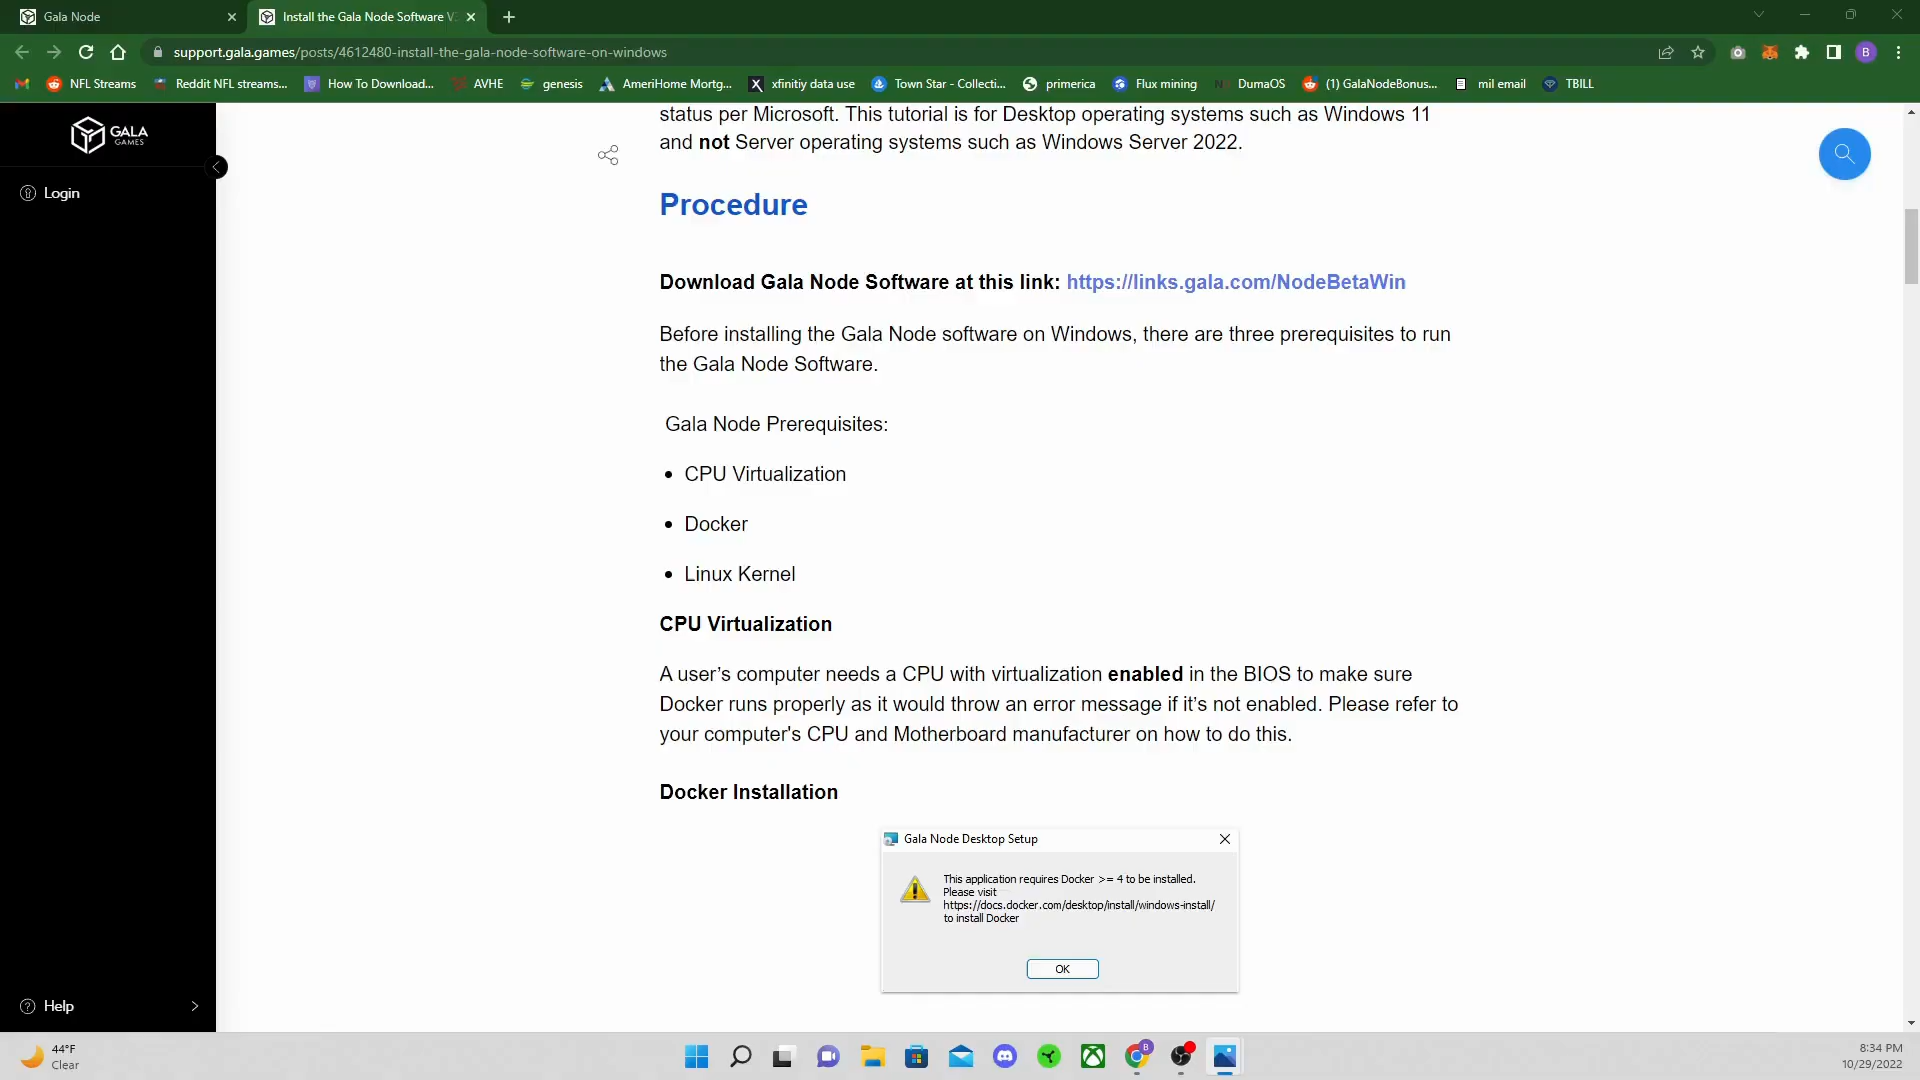 Gala Node
Install the Gala Node Software V
support.gala.games/posts/4612480-install-the-gala-node-software-on-windows
B
NFL Streams
Reddit NFL streams...
How To Download...
AVHE
genesis
AmeriHome Mortg...
xfinitiy data use
Town Star - Collecti...
primerica
Flux mining
DumaOS
(1) GalaNodeBonus...
mil email
TBILL
GALA
GAMES
Login
status per Microsoft. This tutorial is for Desktop operating systems such as Windows 11
and not Server operating systems such as Windows Server 2022.
Procedure
Download Gala Node Software at this link: https://links.gala.com/NodeBetaWin
Before installing the Gala Node software on Windows, there are three prerequisites to run
the Gala Node Software.
Gala Node Prerequisites:
• CPU Virtualization
• Docker
• Linux Kernel
CPU Virtualization
A user’s computer needs a CPU with virtualization enabled in the BIOS to make sure
Docker runs properly as it would throw an error message if it’s not enabled. Please refer to
your computer's CPU and Motherboard manufacturer on how to do this.
Docker Installation
Gala Node Desktop Setup
This application requires Docker >= 4 to be installed.
Please visit
https://docs.docker.com/desktop/install/windows-install/
to install Docker
OK
Help
44°F
Clear
B
8:34 PM
10/29/2022